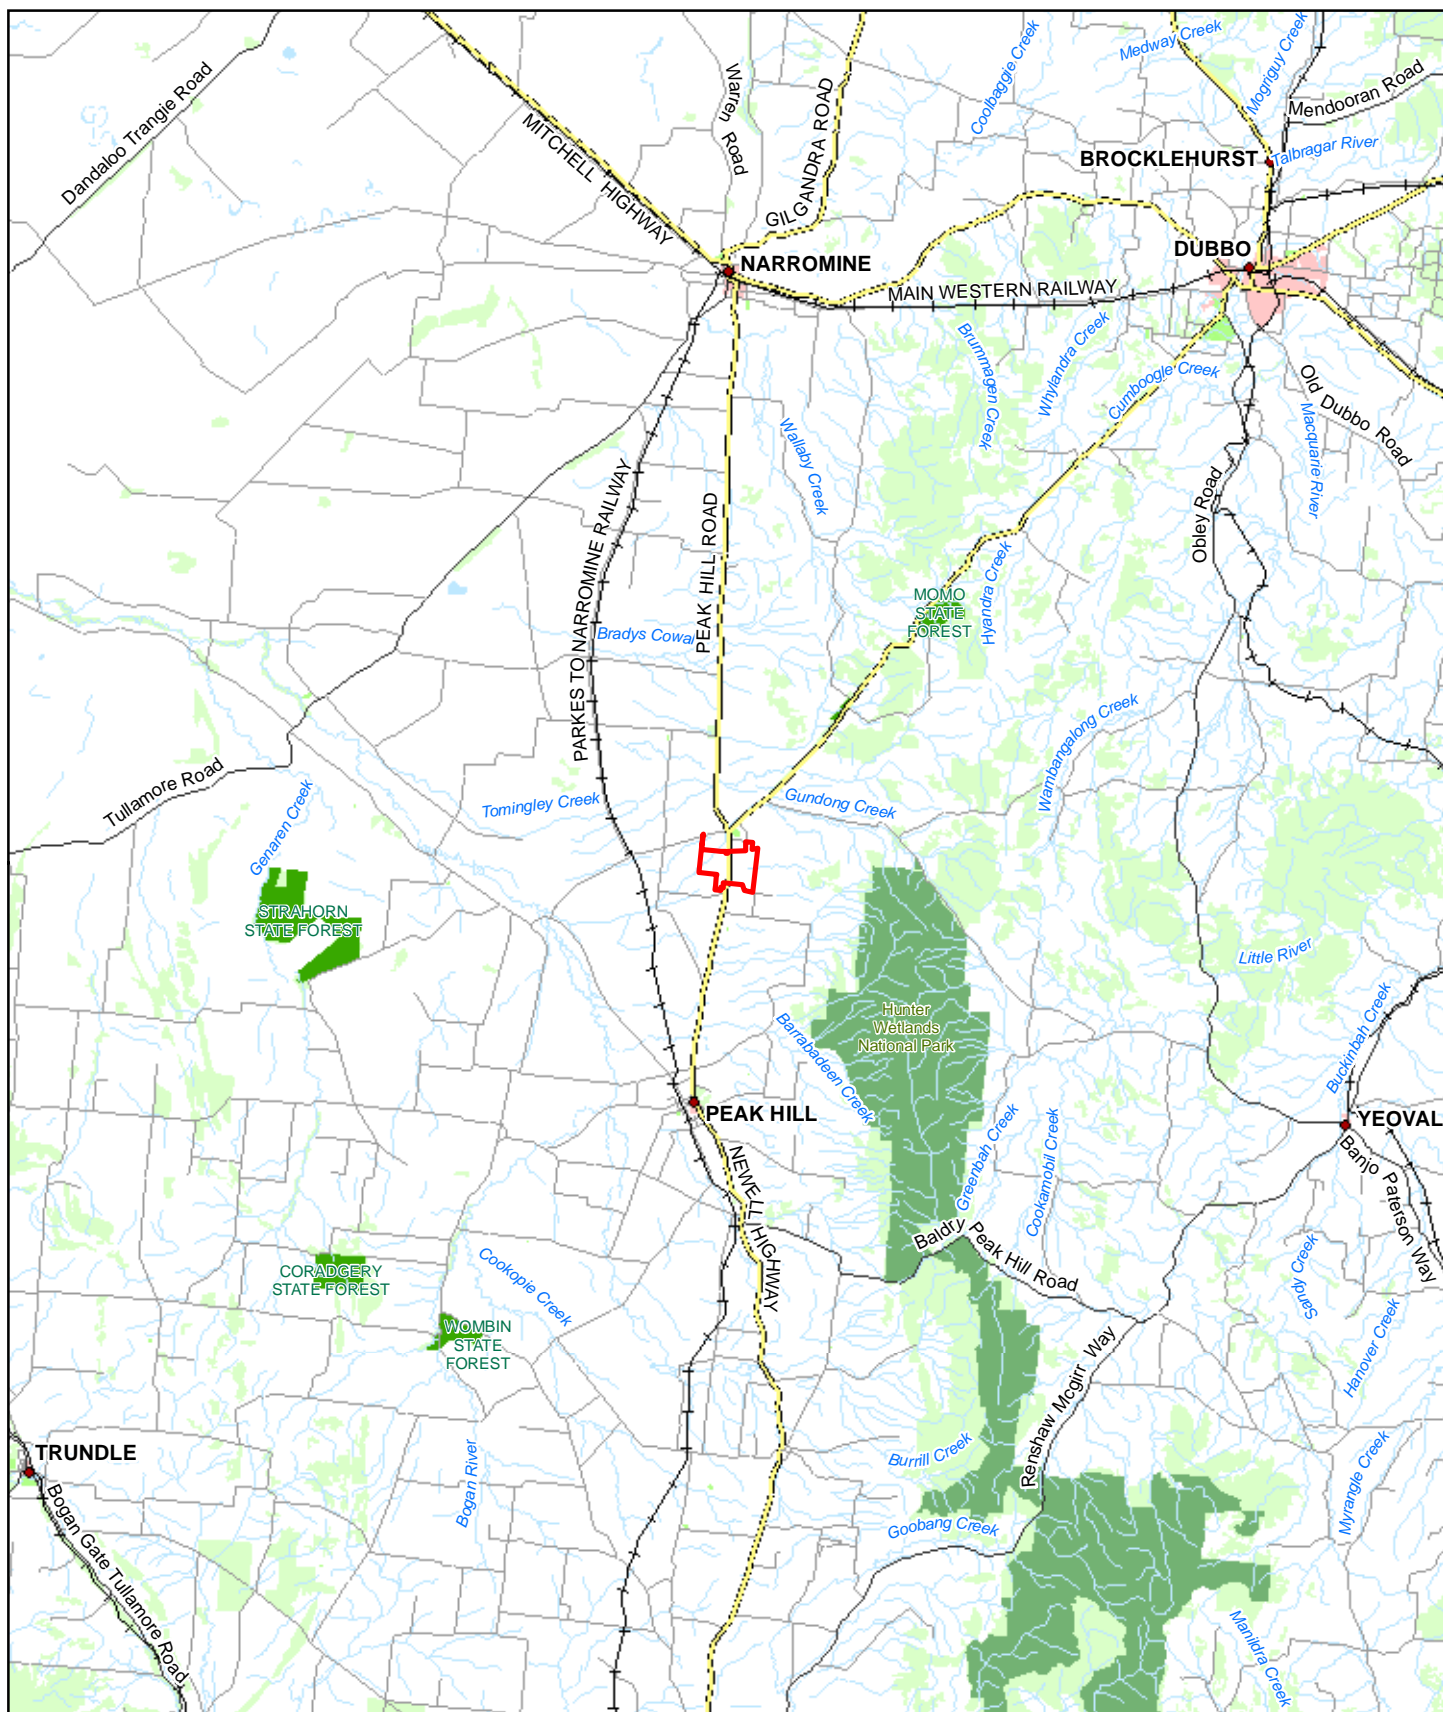 Medway Creek
Mogriguy Creek
Mendooran Road
Coolbaggie Creek
Warren Road
Dandaloo Trangie Road
GILGANDRA ROAD
MITCHELL HIGHWAY
BROCKLEHURST
Talbragar River
DUBBO
NARROMINE
MAIN WESTERN RAILWAY
Brummagen Creek
Whylandra Creek
Cumboogle Creek
Old Dubbo Road
Macquarie River
Wallaby Creek
Obley Road
PARKES TO NARROMINE RAILWAY
PEAK HILL ROAD
Hyandra Creek
MOMO
STATE
FOREST
Bradys Cowal
Wambangalong Creek
Tullamore Road
Genaren Creek
Tomingley Creek
Gundong Creek
STRAHORN
STATE FOREST
Little River
Hunter
Wetlands
National Park
Barrabadeen Creek
Buckinbah Creek
PEAK HILL
YEOVAL
Greenbah Creek
Cookamobil Creek
Banjo Paterson Way
NEWELL HIGHWAY
Baldry Peak Hill Road
Sandy Creek
CORADGERY
STATE FOREST
Cookopie Creek
WOMBIN
STATE
FOREST
Hanover Creek
Renshaw Mcgirr Way
TRUNDLE
Burrill Creek
Bogan River
Myrangle Creek
Goobang Creek
Bogan Gate Tullamore Road
Manildra Creek